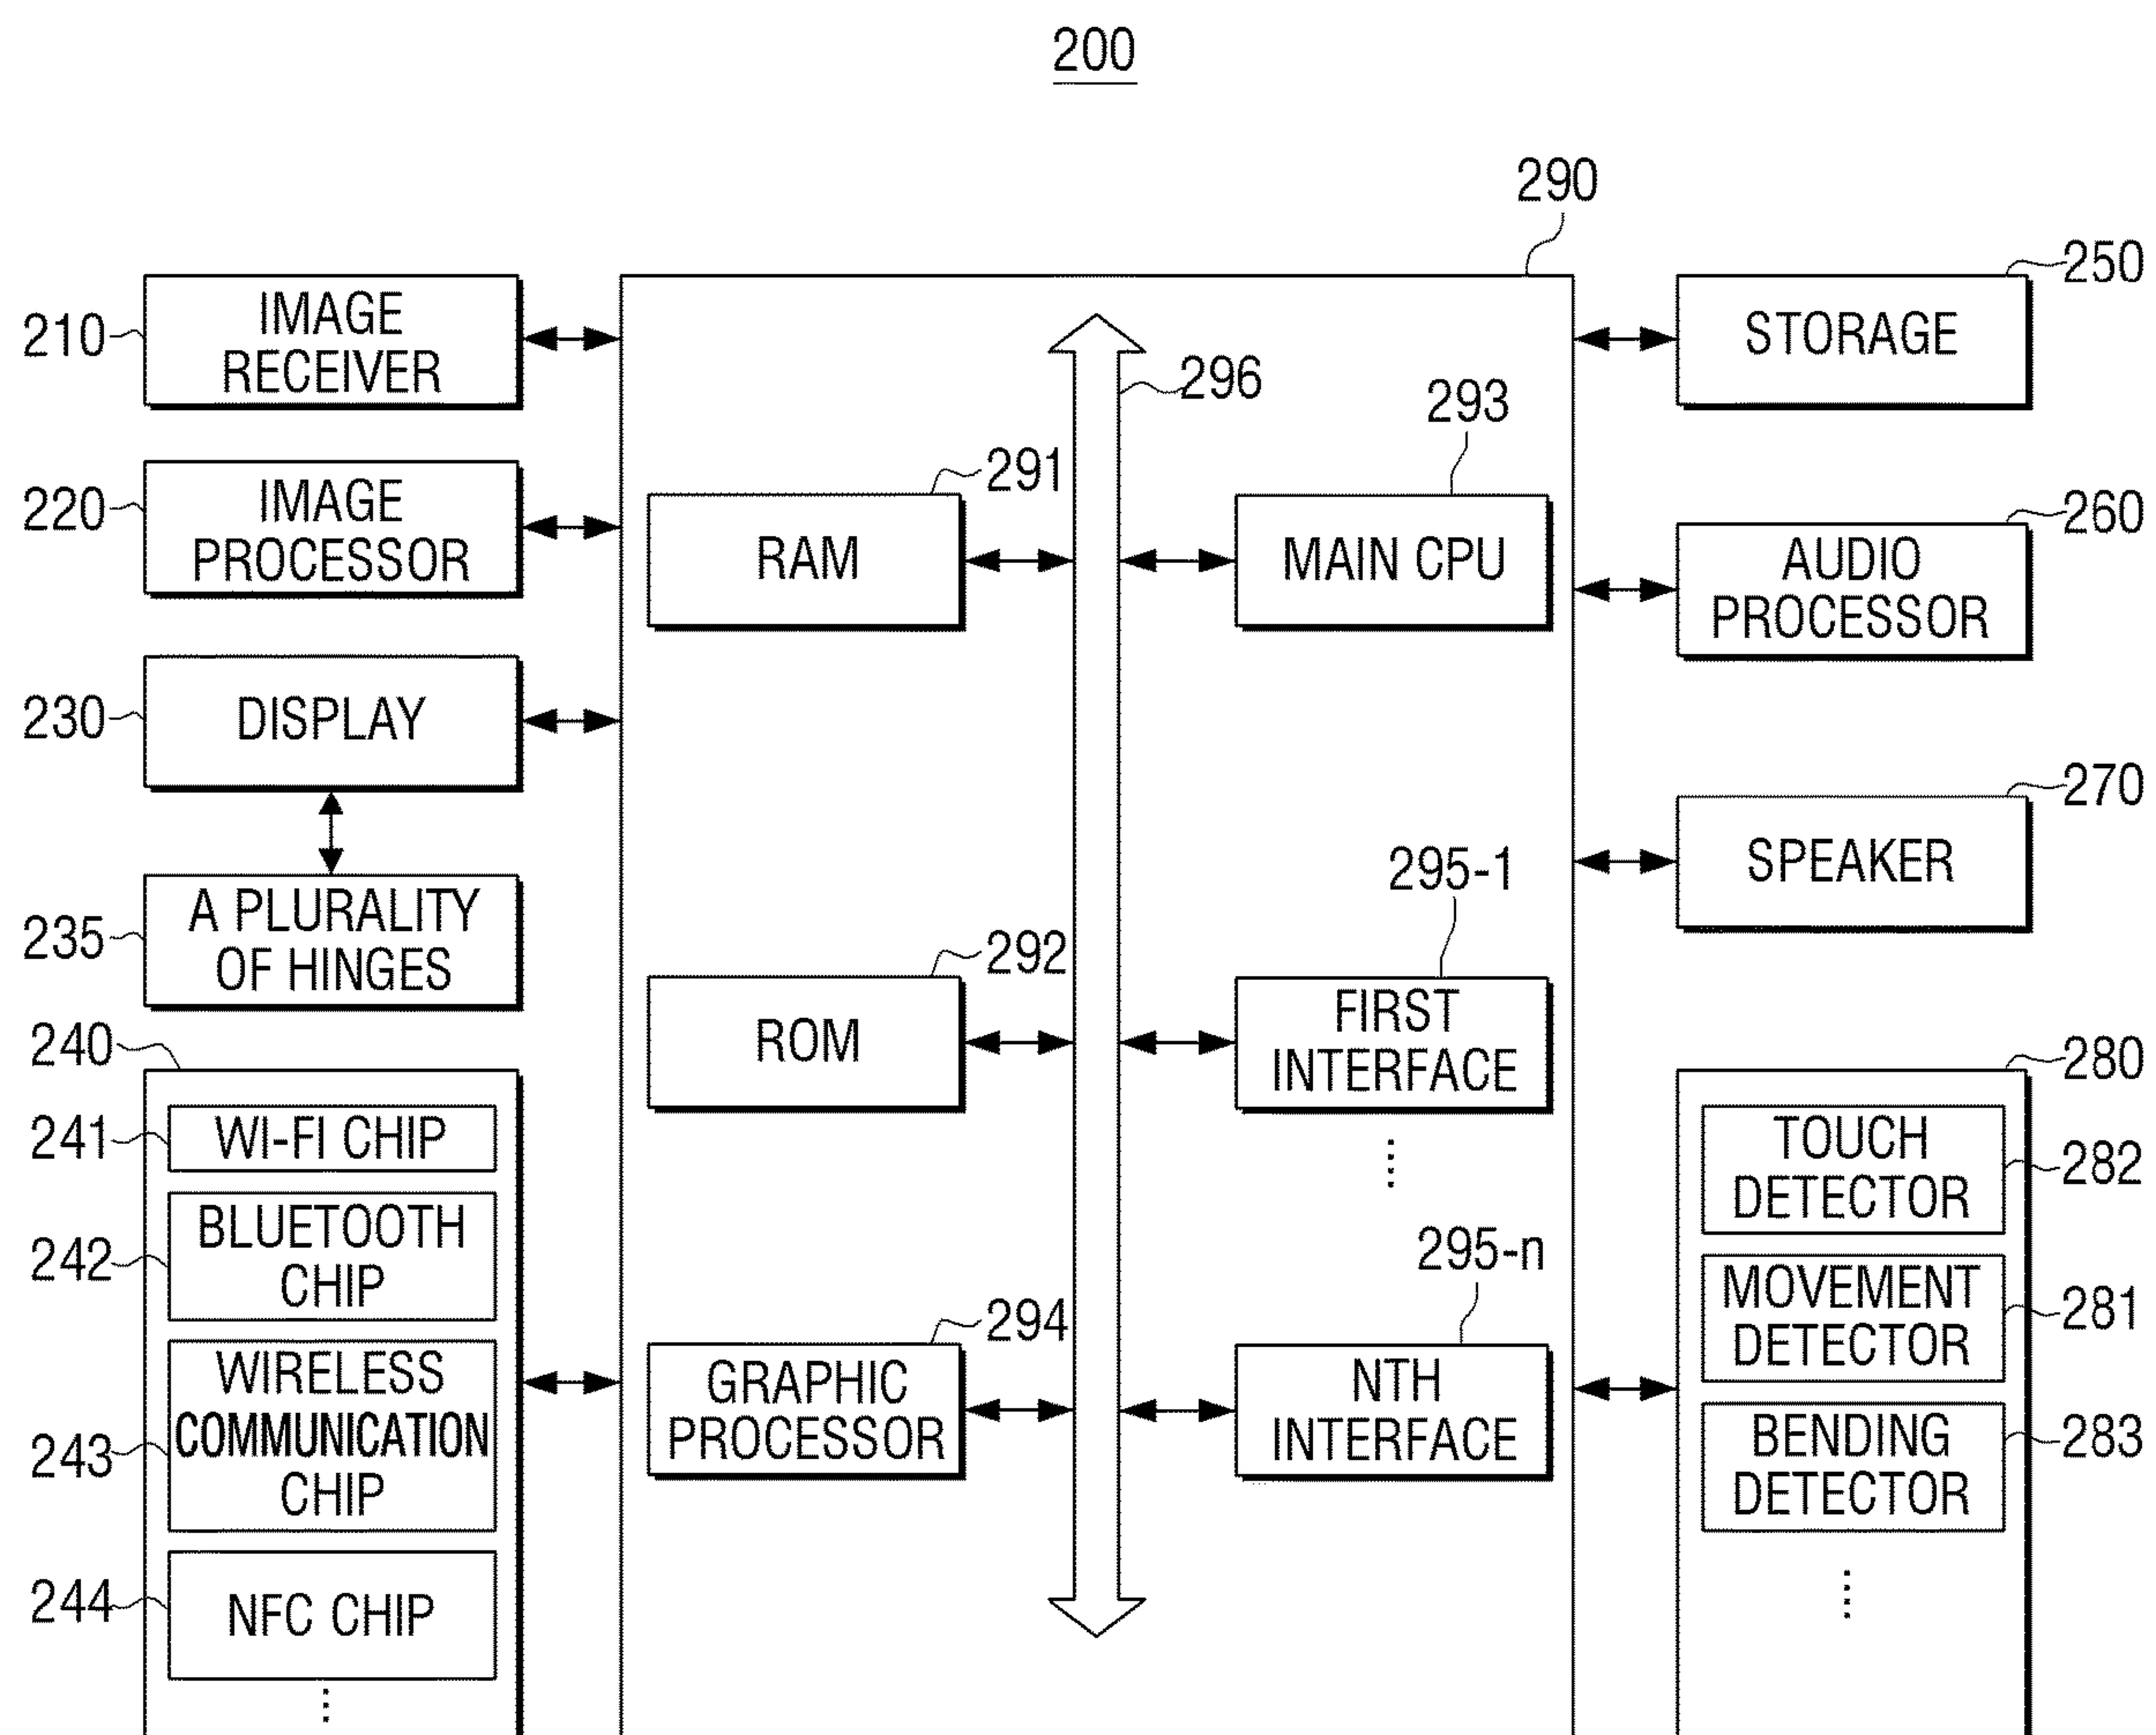 200
290
210
IMAGE
RECEIVER
220
IMAGE
PROCESSOR
230
DISPLAY
235
A PLURALITY
OF HINGES
240
241
WI-FI CHIP
242
BLUETOOTH
CHIP
243
WIRELESS
COMMUNICATION
CHIP
244
NFC CHIP
296
291
RAM
293
MAIN CPU
292
ROM
295-1
FIRST
INTERFACE
294
GRAPHIC
PROCESSOR
295-n
NTH
INTERFACE
250
STORAGE
260
AUDIO
PROCESSOR
270
SPEAKER
280
TOUCH
DETECTOR
282
MOVEMENT
DETECTOR
281
BENDING
DETECTOR
283